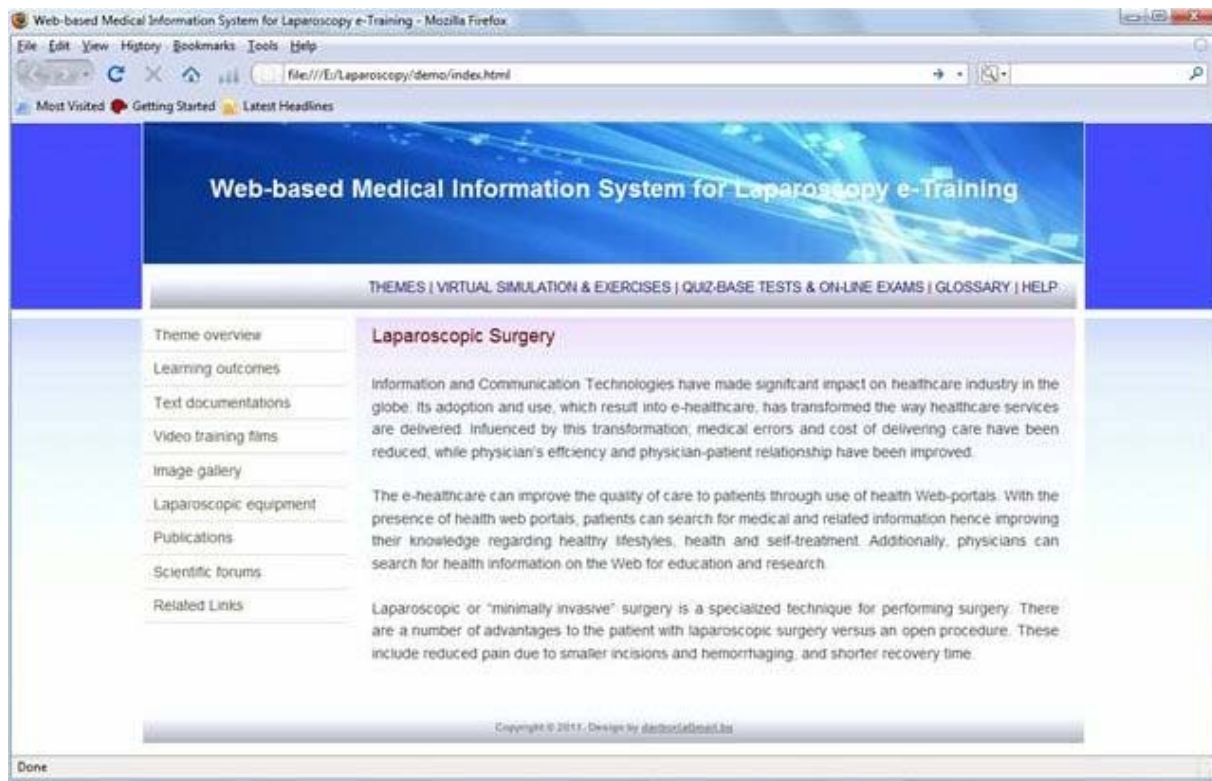 Web-based Medical Information System for Laparoscopy e-Training - Mozilla Firefox
File Edit View History Bookmarks Tools Help
file:///E:/Laparoscopy/demo/index.html
Most Visited Getting Started Latest Headlines
Web-based Medical Information System for Laparoscopy e-Training
THEMES | VIRTUAL SIMULATION & EXERCISES | QUIZ-BASE TESTS & ON-LINE EXAMS | GLOSSARY | HELP
Theme overview
Learning outcomes
Text documentations
Video training films
Image gallery
Laparoscopic equipment
Publications
Scientific forums
Related Links
Laparoscopic Surgery
Information and Communication Technologies have made signifcant impact on healthcare industry in the
globe. Its adoption and use, which result into e-healthcare, has transformed the way healthcare services
are delivered. Influenced by this transformation, medical errors and cost of delivering care have been
reduced, while physician's effciency and physician-patient relationship have been improved.
The e-healthcare can improve the quality of care to patients through use of health Web-portals. With the
presence of health web portals, patients can search for medical and related information hence improving
their knowledge regarding healthy lifestyles, health and self-treatment. Additionally, physicians can
search for health information on the Web for education and research.
Laparoscopic or "minimally invasive" surgery is a specialized technique for performing surgery. There
are a number of advantages to the patient with laparoscopic surgery versus an open procedure. These
include reduced pain due to smaller incisions and hemorrhaging, and shorter recovery time.
Copyright © 2011. Design by
Done